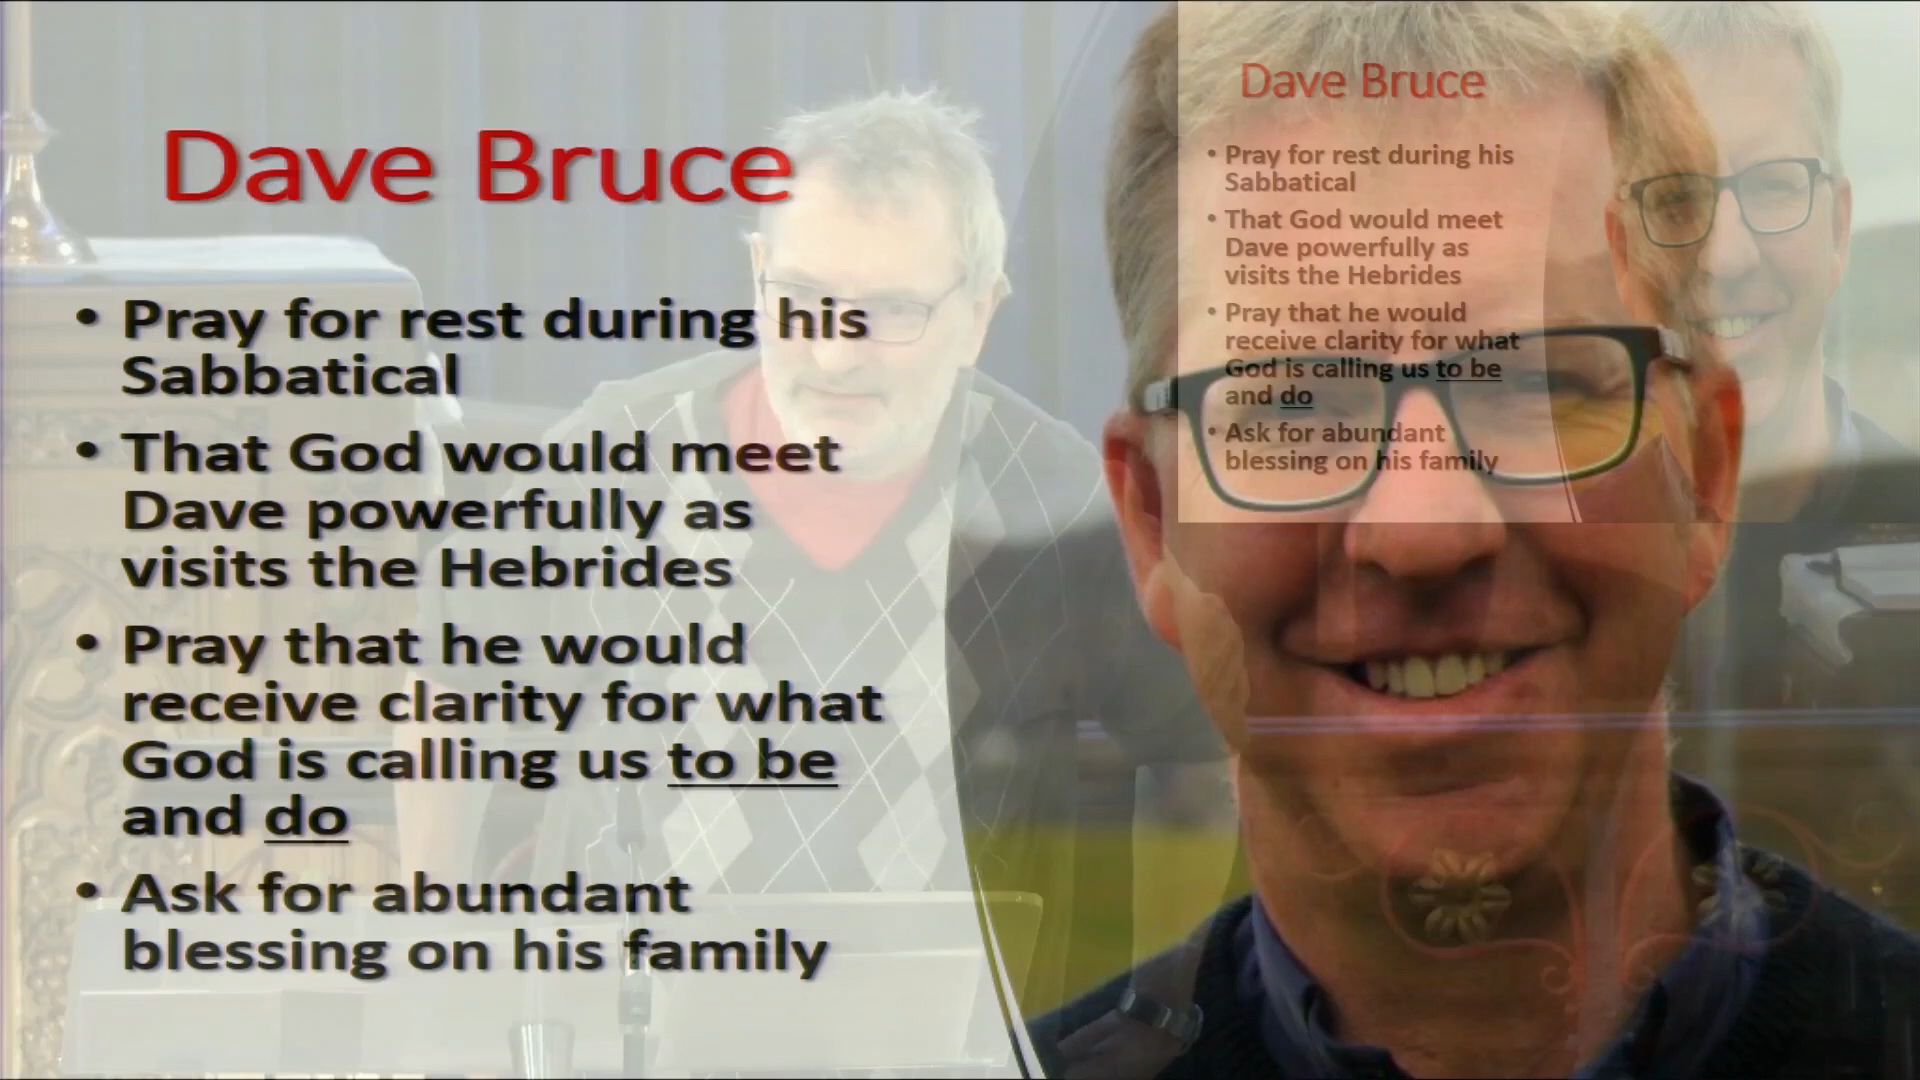 Dave Bruce
• Pray for rest during his
Sabbatical
• That God would meet
Dave powerfully as
visits the Hebrides
• Pray that he would
receive clarity for what
God is calling us to be
and do
• Ask for abundant
blessing on his family
Dave Bruce
• Pray for rest during his
Sabbatical
• That God would meet
Dave powerfully as
visits the Hebrides
• Pray that he would
receive clarity for what
God is calling us to be
and do
• Ask for abundant
blessing on his family